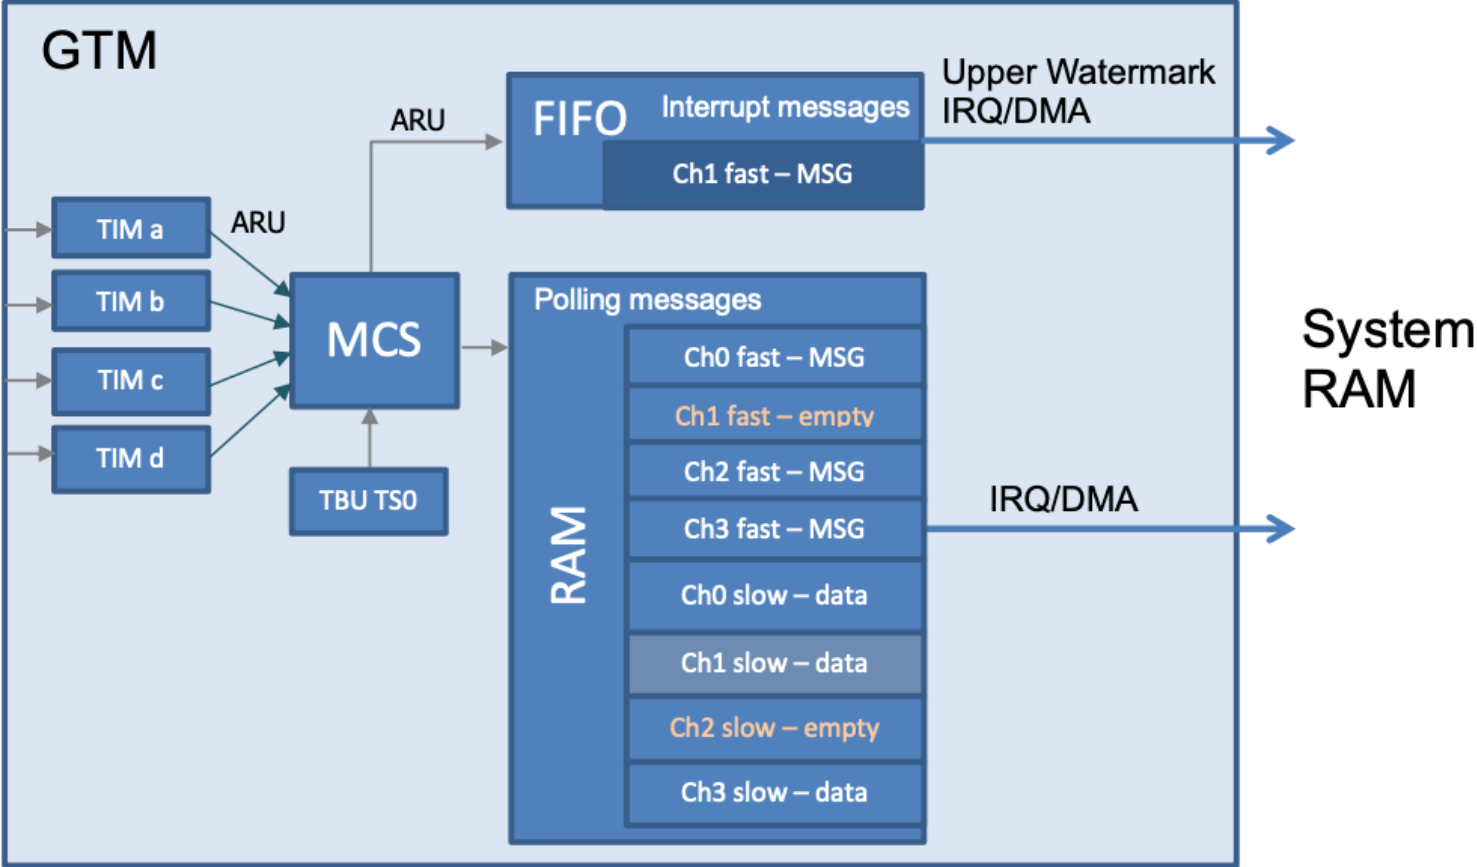 GTM
Upper Watermark
IRQ/DMA
FIFO
Interrupt messages
ARU
Ch1 fast – MSG
TIM a
ARU
TIM b
TIM c
TIM d
MCS
TBU TS0
Polling messages
RAM
Ch0 fast – MSG
Ch1 fast – empty
Ch2 fast – MSG
Ch3 fast – MSG
Ch0 slow – data
Ch1 slow – data
Ch2 slow – empty
Ch3 slow – data
IRQ/DMA
System
RAM